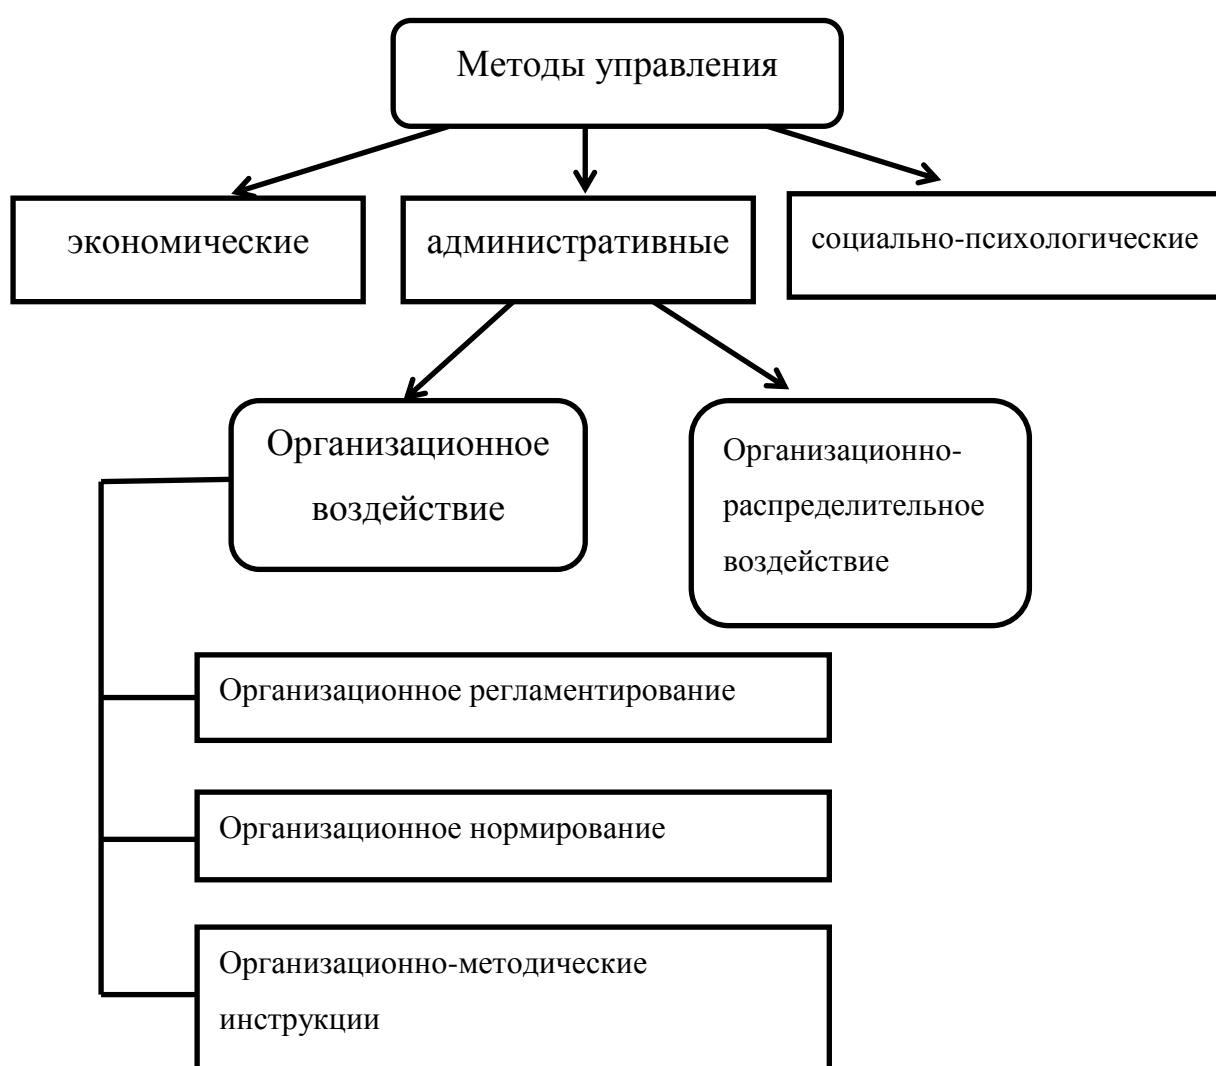 Методы управления
экономические
административные
социально-психологические
Организационное
воздействие
Организационно-
распределительное
воздействие
Организационное регламентирование
Организационное нормирование
Организационно-методические
инструкции